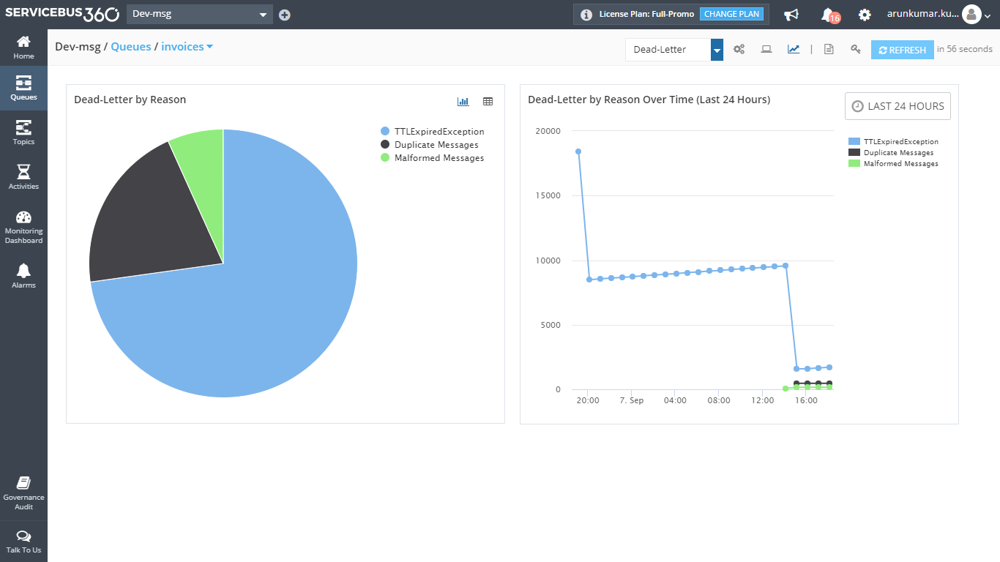 SERVICEBUS360
Dev-msg
License Plan: Full-Promo
CHANGE PLAN
16
arunkumar.ku...
Home
Queues
Topics
Activities
Monitoring
Dashboard
Alarms
Governance
Audit
Talk To Us
Dev-msg / Queues / invoices
Dead-Letter
|
REFRESH
in 56 seconds
Dead-Letter by Reason
TTLExpiredException
Duplicate Messages
Malformed Messages
Dead-Letter by Reason Over Time (Last 24 Hours)
LAST 24 HOURS
20000
15000
10000
5000
0
20:00
7. Sep
04:00
08:00
12:00
16:00
TTLExpiredException
Duplicate Messages
Malformed Messages